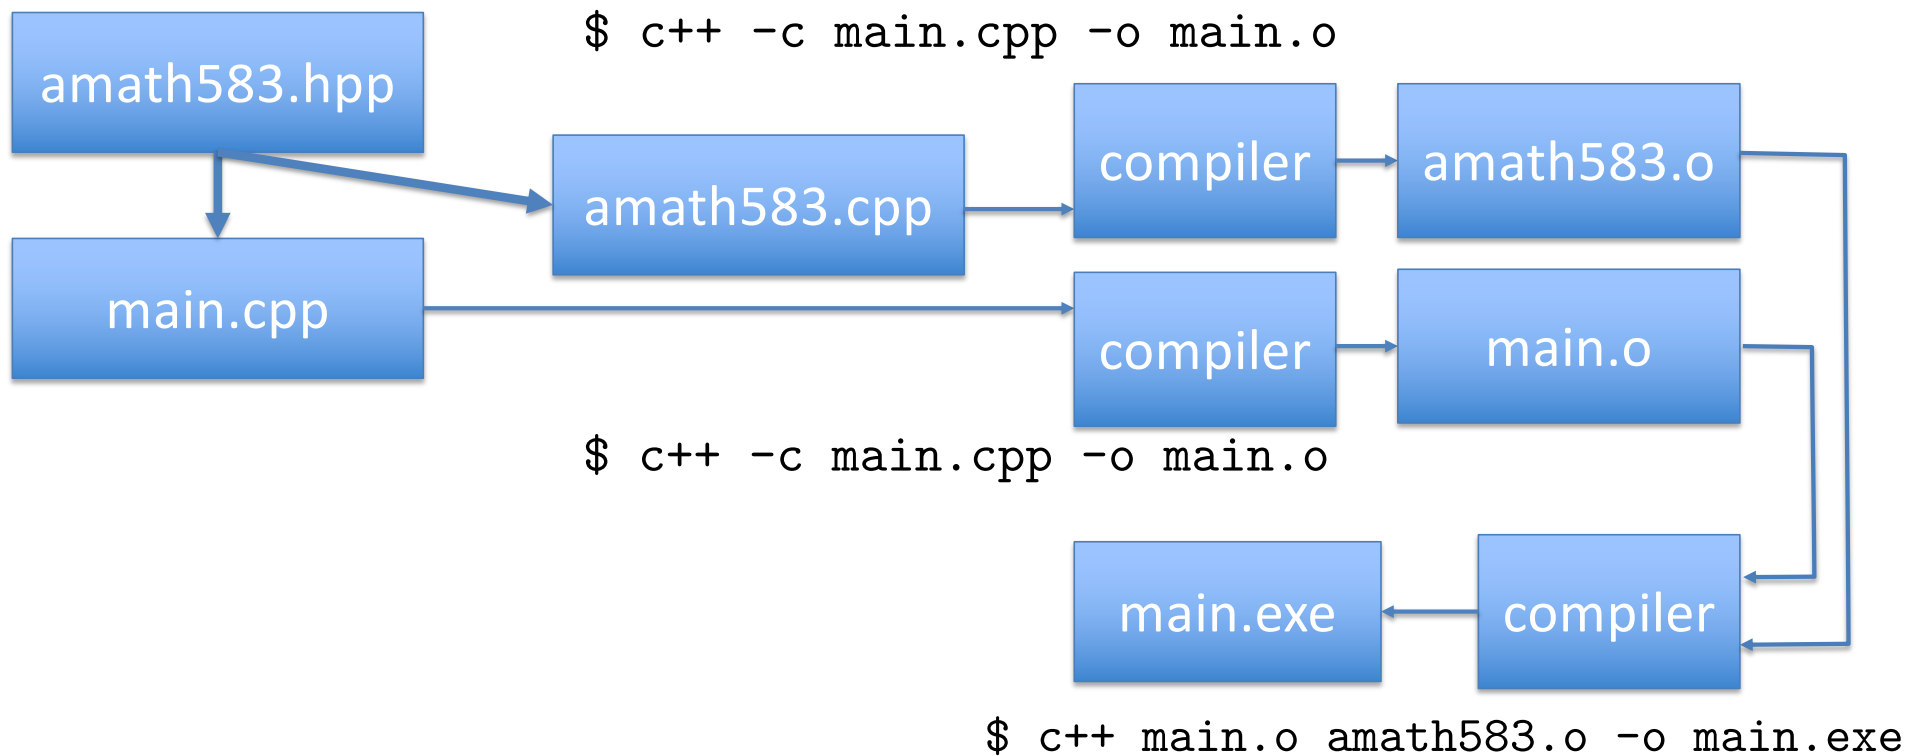 $ c++ -c main.cpp -o main.o
amath583.hpp
amath583.cpp
compiler
amath583.o
main.cpp
compiler
main.o
$ c++ -c main.cpp -o main.o
main.exe
compiler
$ c++ main.o amath583.o -o main.exe